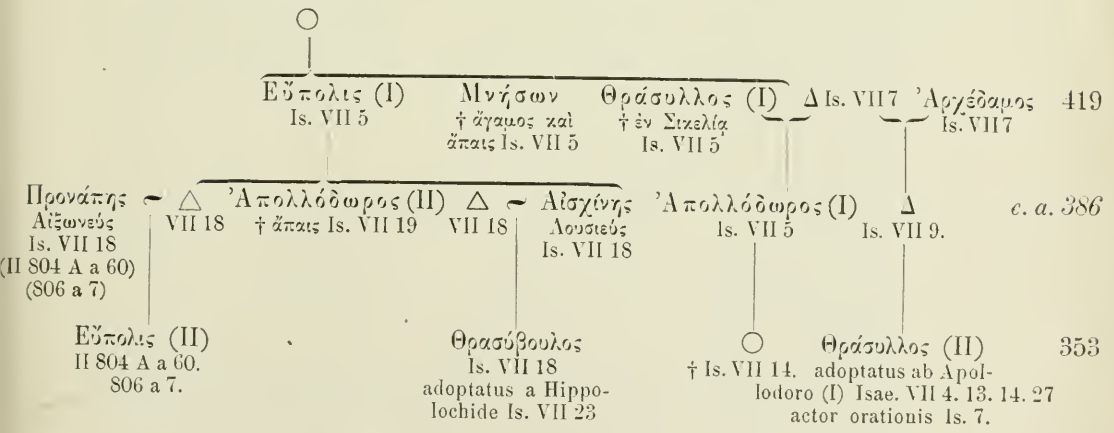 Εὔπολις (I) Μνήσων Θράσυλλος (I) Δ Is. VII 7 Ἀρχέδαμος 419
Is. VII 5 † ἄγαμος καὶ † ἐν Σικελίᾳ Is. VII 7
ἄπαις Is. VII 5 Is. VII 5
Προνάπης ~ Δ Ἀπολλόδωρος (II) Δ ~ Αἰσχίνης Ἀπολλόδωρος (I) Δ c. a. 386
Αἰξωνεύς VII 18 † ἄπαις Is. VII 19 VII 18 Λουσιεύς Is. VII 5 Is. VII 9.
Is. VII 18 Is. VII 18
(II 804 A a 60)
(806 a 7)
Εὔπολις (II) Θρασύβουλος Θράσυλλος (II) 353
II 804 A a 60. Is. VII 18 † Is. VII 14. adoptatus ab Apol-
806 a 7. adoptatus a Hippo- lodoro (I) Isae. VII 4. 13. 14. 27
lochide Is. VII 23 actor orationis Is. 7.